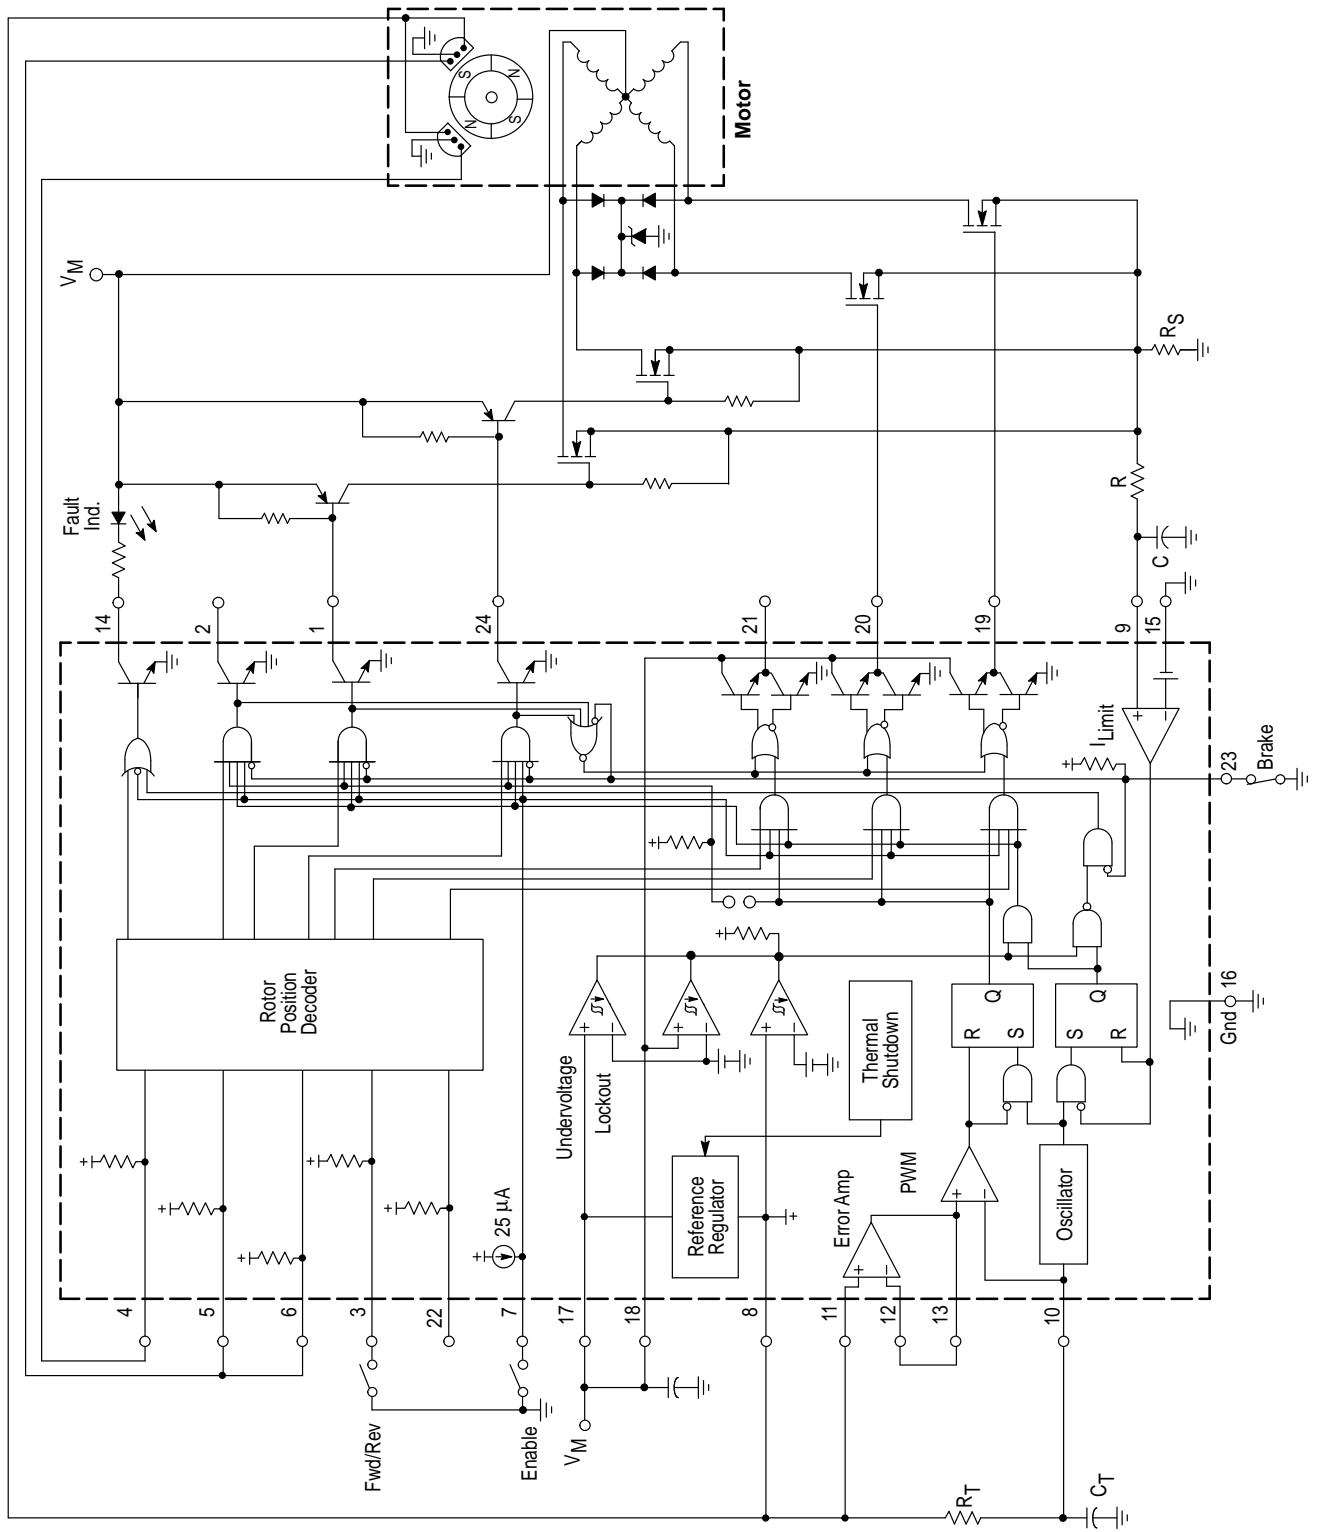 S
N
N
S
Motor
VM
Fault
Ind.
RS
R
C
14
2
1
24
21
20
19
9
15
ILimit
23
Brake
Rotor
Position
Decoder
Undervoltage
Lockout
Thermal
Shutdown
Reference
Regulator
Error Amp
PWM
Oscillator
R
Q
S
S
Q
R
Gnd 16
25 µA
4
5
6
3
22
7
17
18
8
11
12
13
10
Fwd/Rev
Enable
VM
RT
CT